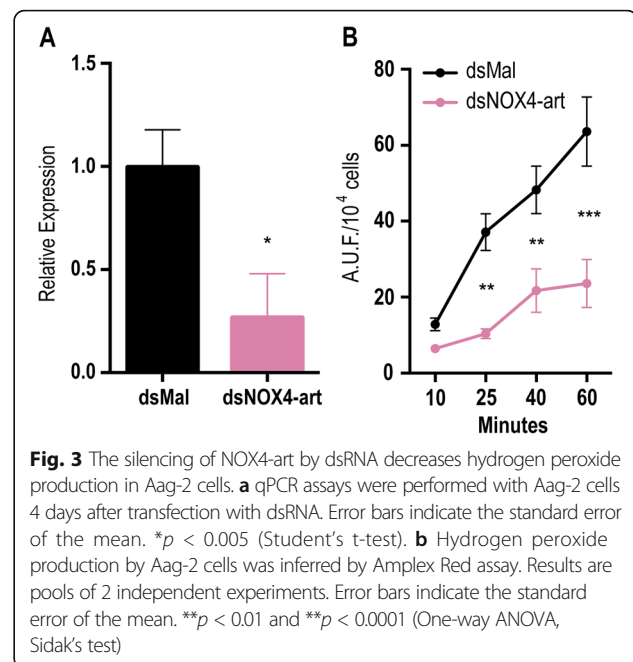 A
B
Relative Expression
1.5
1.0
0.5
0.0
*
dsMal
dsNOX4-art
A.U.F./10⁴ cells
80
60
40
20
0
dsMal
dsNOX4-art
**
**
***
10
25
40
60
Minutes
Fig. 3 The silencing of NOX4-art by dsRNA decreases hydrogen peroxide
production in Aag-2 cells. a qPCR assays were performed with Aag-2 cells
4 days after transfection with dsRNA. Error bars indicate the standard error
of the mean. *p < 0.005 (Student's t-test). b Hydrogen peroxide
production by Aag-2 cells was inferred by Amplex Red assay. Results are
pools of 2 independent experiments. Error bars indicate the standard
error of the mean. **p < 0.01 and **p < 0.0001 (One-way ANOVA,
Sidak's test)